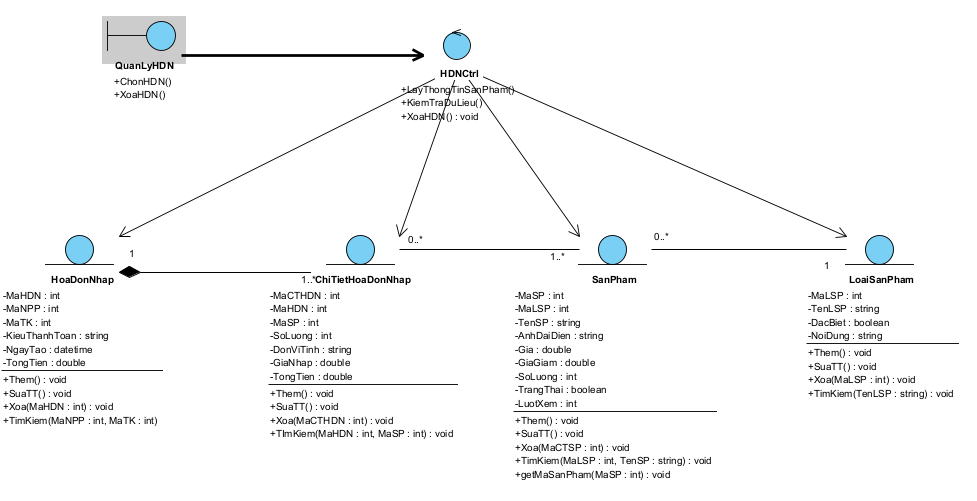 QuanLyHDN
+ChonHDN()
+XoaHDN()
HDNCtrl
+LayThongTinSanPham()
+KiemTraDuLieu()
+XoaHDN() : void
1
1..*
0..*
1..*
0..*
1
HoaDonNhap
-MaHDN : int
-MaNPP : int
-MaTK : int
-KieuThanhToan : string
-NgayTao : datetime
-TongTien : double
+Them() : void
+SuaTT() : void
+Xoa(MaHDN : int) : void
+TimKiem(MaNPP : int, MaTK : int)
ChiTietHoaDonNhap
-MaCTHDN : int
-MaHDN : int
-MaSP : int
-SoLuong : int
-DonViTinh : string
-GiaNhap : double
-TongTien : double
+Them() : void
+SuaTT() : void
+Xoa(MaCTHDN : int) : void
+TImKiem(MaHDN : int, MaSP : int) : void
SanPham
-MaSP : int
-MaLSP : int
-TenSP : string
-AnhDaiDien : string
-Gia : double
-GiaGiam : double
-SoLuong : int
-TrangThai : boolean
-LuotXem : int
+Them() : void
+SuaTT() : void
+Xoa(MaCTSP : int) : void
+TimKiem(MaLSP : int, TenSP : string) : void
+getMaSanPham(MaSP : int) : void
LoaiSanPham
-MaLSP : int
-TenLSP : string
-DacBiet : boolean
-NoiDung : string
+Them() : void
+SuaTT() : void
+Xoa(MaLSP : int) : void
+TimKiem(TenLSP : string) : void